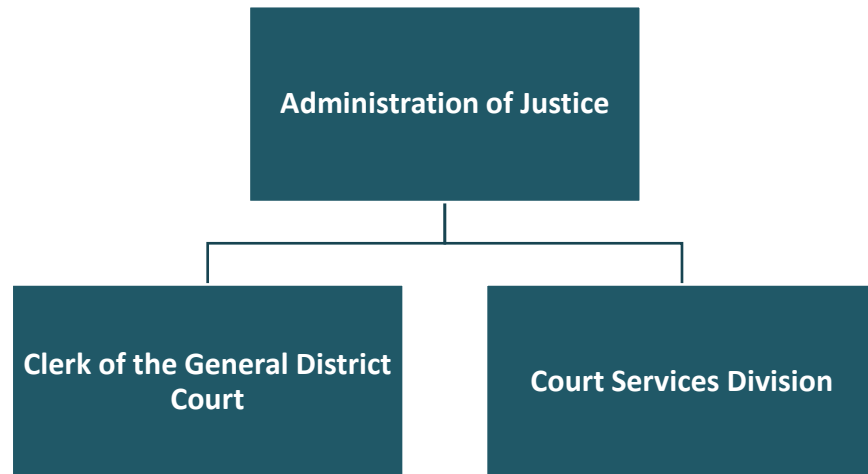 Administration of Justice
Clerk of the General District
Court
Court Services Division